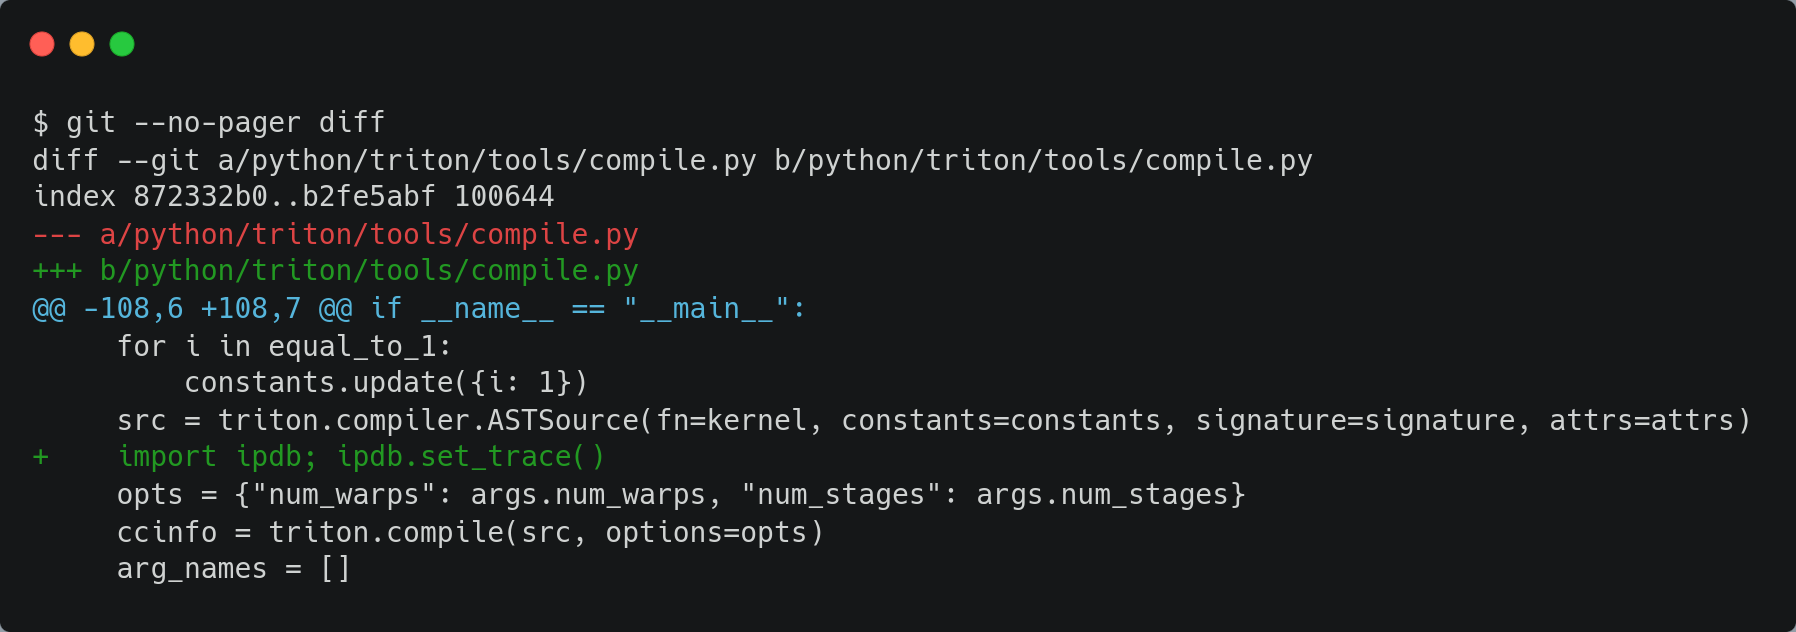 $ git --no-pager diff
diff --git a/python/triton/tools/compile.py b/python/triton/tools/compile.py
index 872332b0..b2fe5abf 100644
--- a/python/triton/tools/compile.py
+++ b/python/triton/tools/compile.py
@@ -108,6 +108,7 @@ if __name__ == "__main__":
     for i in equal_to_1:
         constants.update({i: 1})
     src = triton.compiler.ASTSource(fn=kernel, constants=constants, signature=signature, attrs=attrs)
+    import ipdb; ipdb.set_trace()
     opts = {"num_warps": args.num_warps, "num_stages": args.num_stages}
     ccinfo = triton.compile(src, options=opts)
     arg_names = []